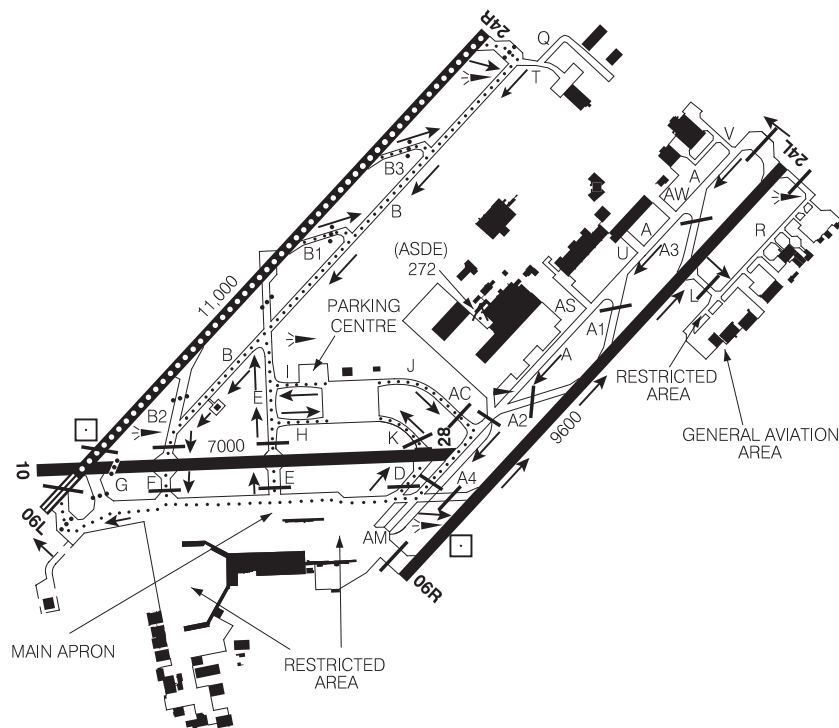 24R
Q
T
B3
B
B1
11,000
V
24L
A
AW
A
R
A3
U
(ASDE)
272
AS
L
PARKING
CENTRE
A1
B
I
J
A
RESTRICTED
AREA
E
AC
B2
A2
H
GENERAL AVIATION
AREA
9600
K
28
7000
10
G
F
E
D
A4
06L
AM
06R
MAIN APRON
RESTRICTED
AREA